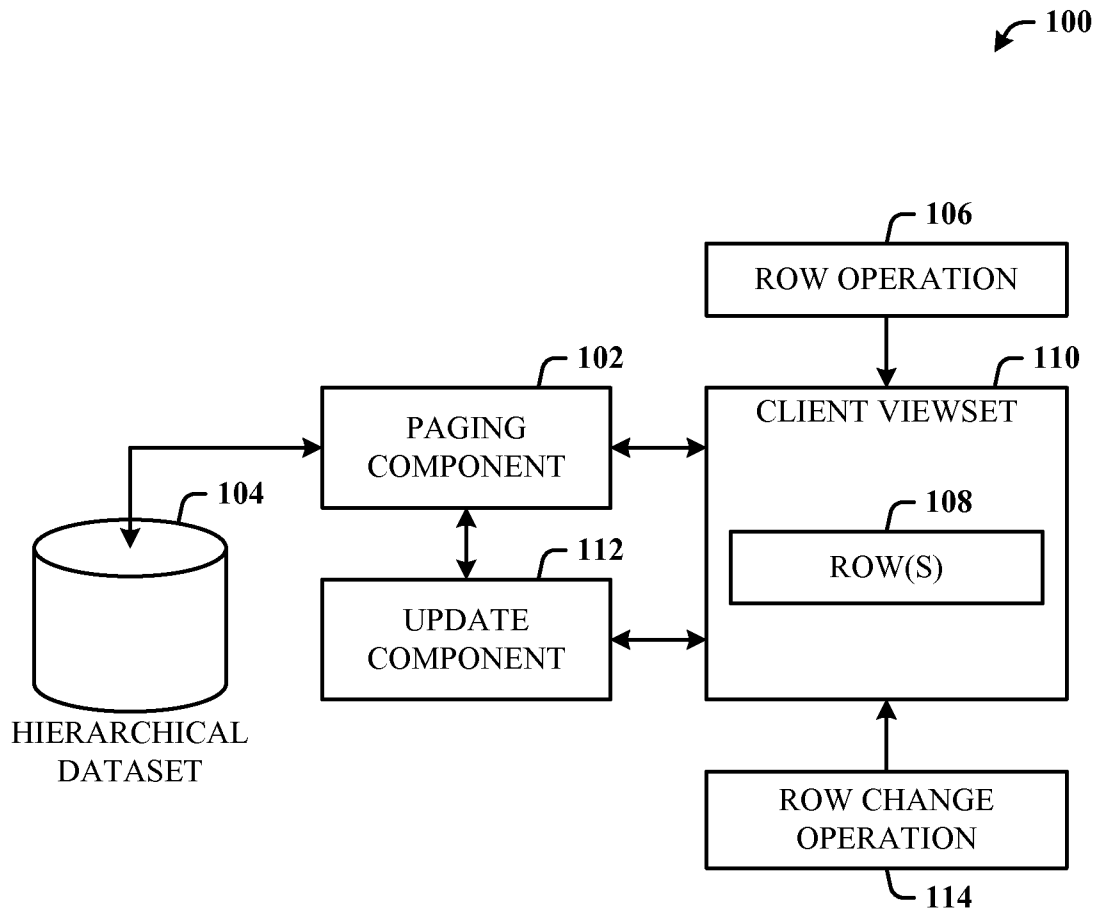 100
106
ROW OPERATION
102
110
PAGING
COMPONENT
CLIENT VIEWSET
104
108
ROW(S)
112
UPDATE
COMPONENT
HIERARCHICAL
DATASET
ROW CHANGE
OPERATION
114